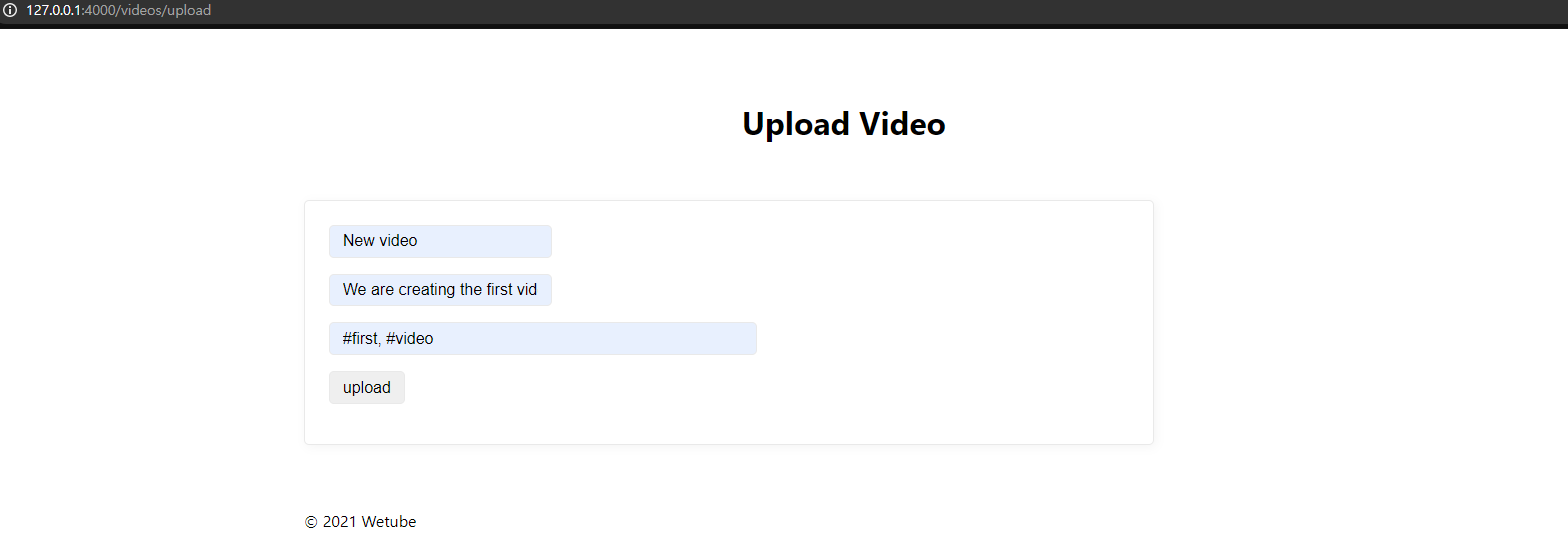 127.0.0.1:4000/videos/upload
Upload Video
New video
We are creating the first vid
#first, #video
upload
© 2021 Wetube